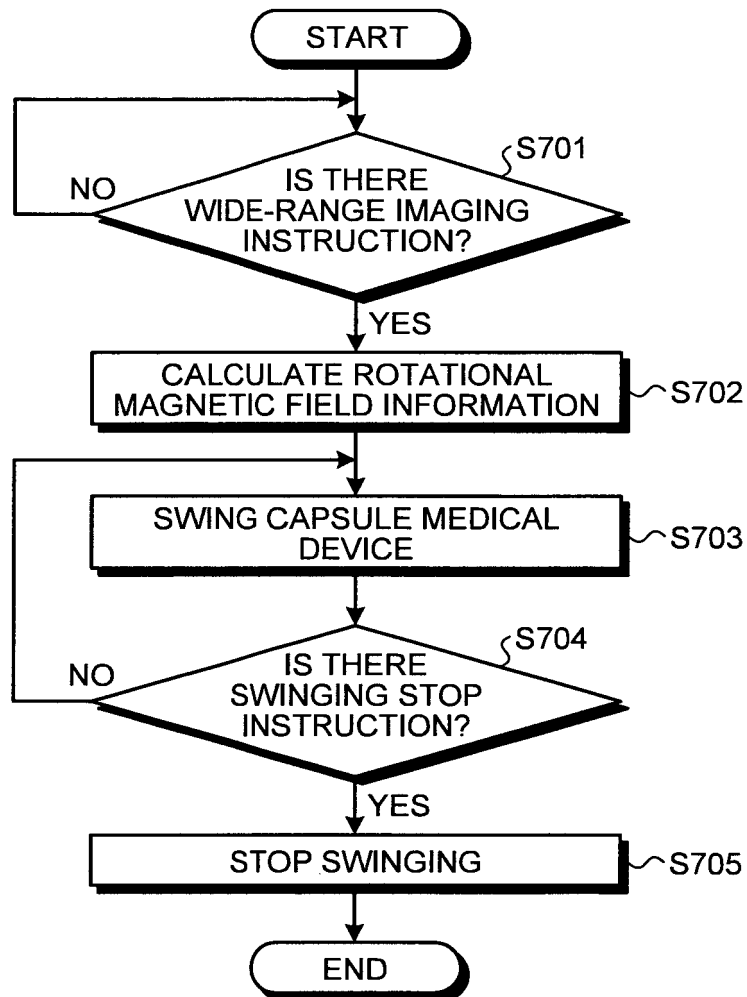 START
S701
IS THERE
WIDE-RANGE IMAGING
INSTRUCTION?
NO
YES
CALCULATE ROTATIONAL
MAGNETIC FIELD INFORMATION
S702
SWING CAPSULE MEDICAL
DEVICE
S703
S704
IS THERE
SWINGING STOP
INSTRUCTION?
NO
YES
STOP SWINGING
S705
END